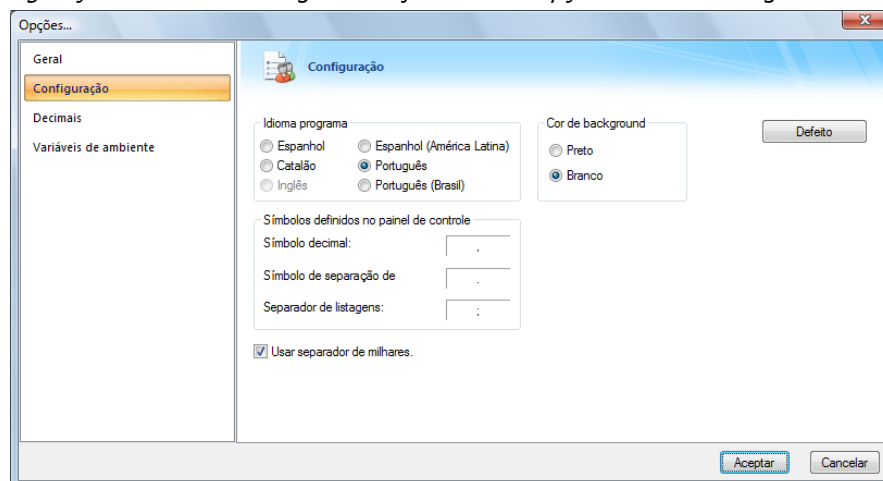 Opções...
Geral
Configuração
Decimais
Variáveis de ambiente
Configuração
Idioma programa
Espanhol
Espanhol (América Latina)
Catalão
Português
Inglês
Português (Brasil)
Cor de background
Preto
Branco
Defeito
Símbolos definidos no painel de controle
Símbolo decimal:
,
Símbolo de separação de
.
Separador de listagens:
;
Usar separador de milhares.
Aceptar
Cancelar